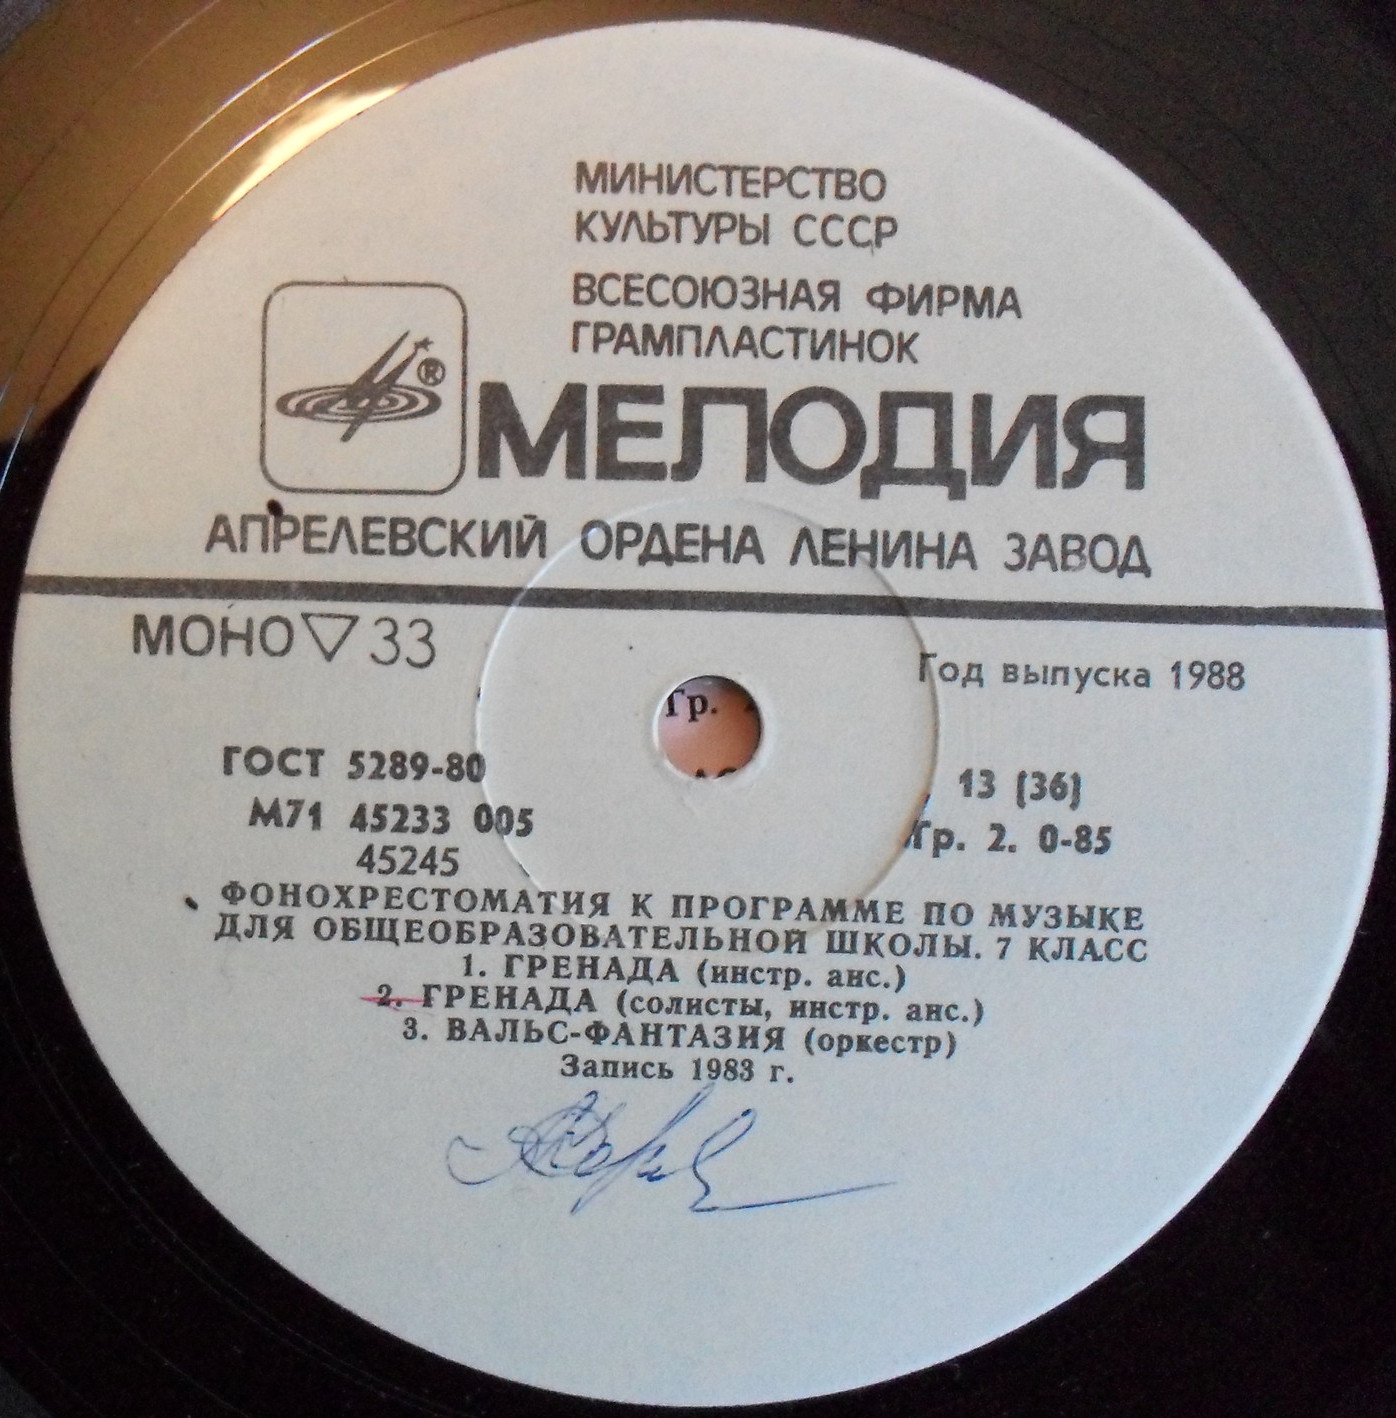 МИНИСТЕРСТВО
КУЛЬТУРЫ СССР
ВСЕСОЮЗНАЯ ФИРМА
ГРАМПЛАСТИНОК
®
МЕЛОДИЯ
АПРЕЛЕВСКИЙ ОРДЕНА ЛЕНИНА ЗАВОД
МОНО ▽ 33
Год выпуска 1988
Гр.
ГОСТ 5289-80
13 (36)
М71 45233 005
Гр. 2. 0-85
45245
ФОНОХРЕСТОМАТИЯ К ПРОГРАММЕ ПО МУЗЫКЕ
ДЛЯ ОБЩЕОБРАЗОВАТЕЛЬНОЙ ШКОЛЫ. 7 КЛАСС
1. ГРЕНАДА (инстр. анс.)
2. ГРЕНАДА (солисты, инстр. анс.)
3. ВАЛЬС-ФАНТАЗИЯ (оркестр)
Запись 1983 г.